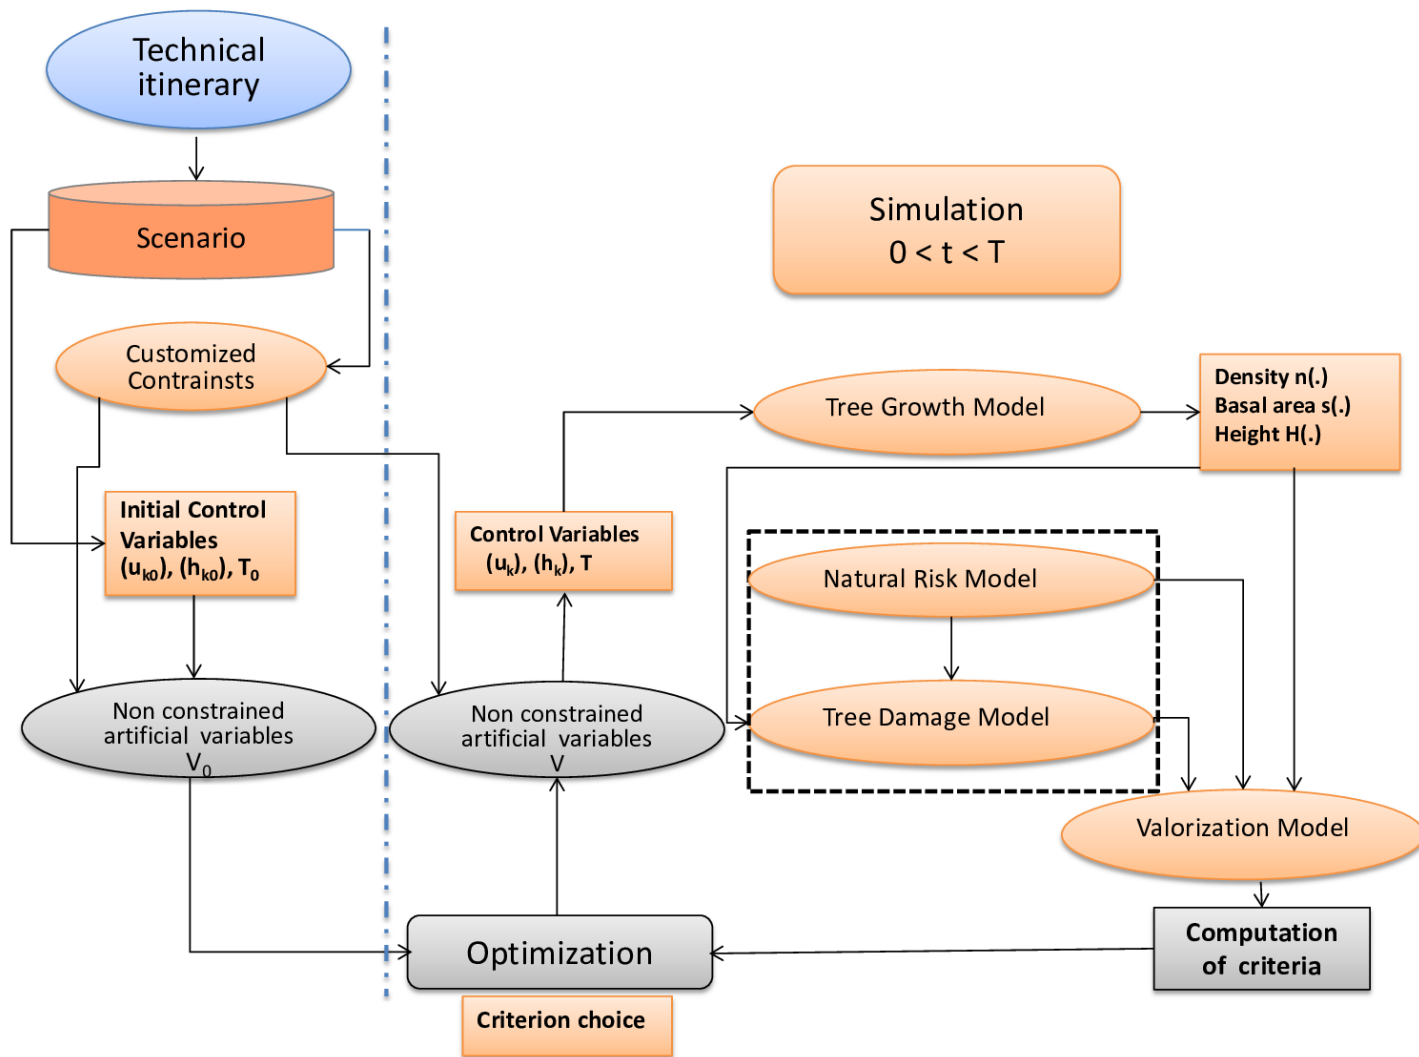 Technical
itinerary
Scenario
Customized
Contrainsts
Initial Control
Variables
(uk0), (hk0), T0
Non constrained
artificial variables
V0
Simulation
0 < t < T
Tree Growth Model
Density n(.)
Basal area s(.)
Height H(.)
Control Variables
(uk), (hk), T
Natural Risk Model
Tree Damage Model
Non constrained
artificial variables
V
Valorization Model
Computation
of criteria
Optimization
Criterion choice